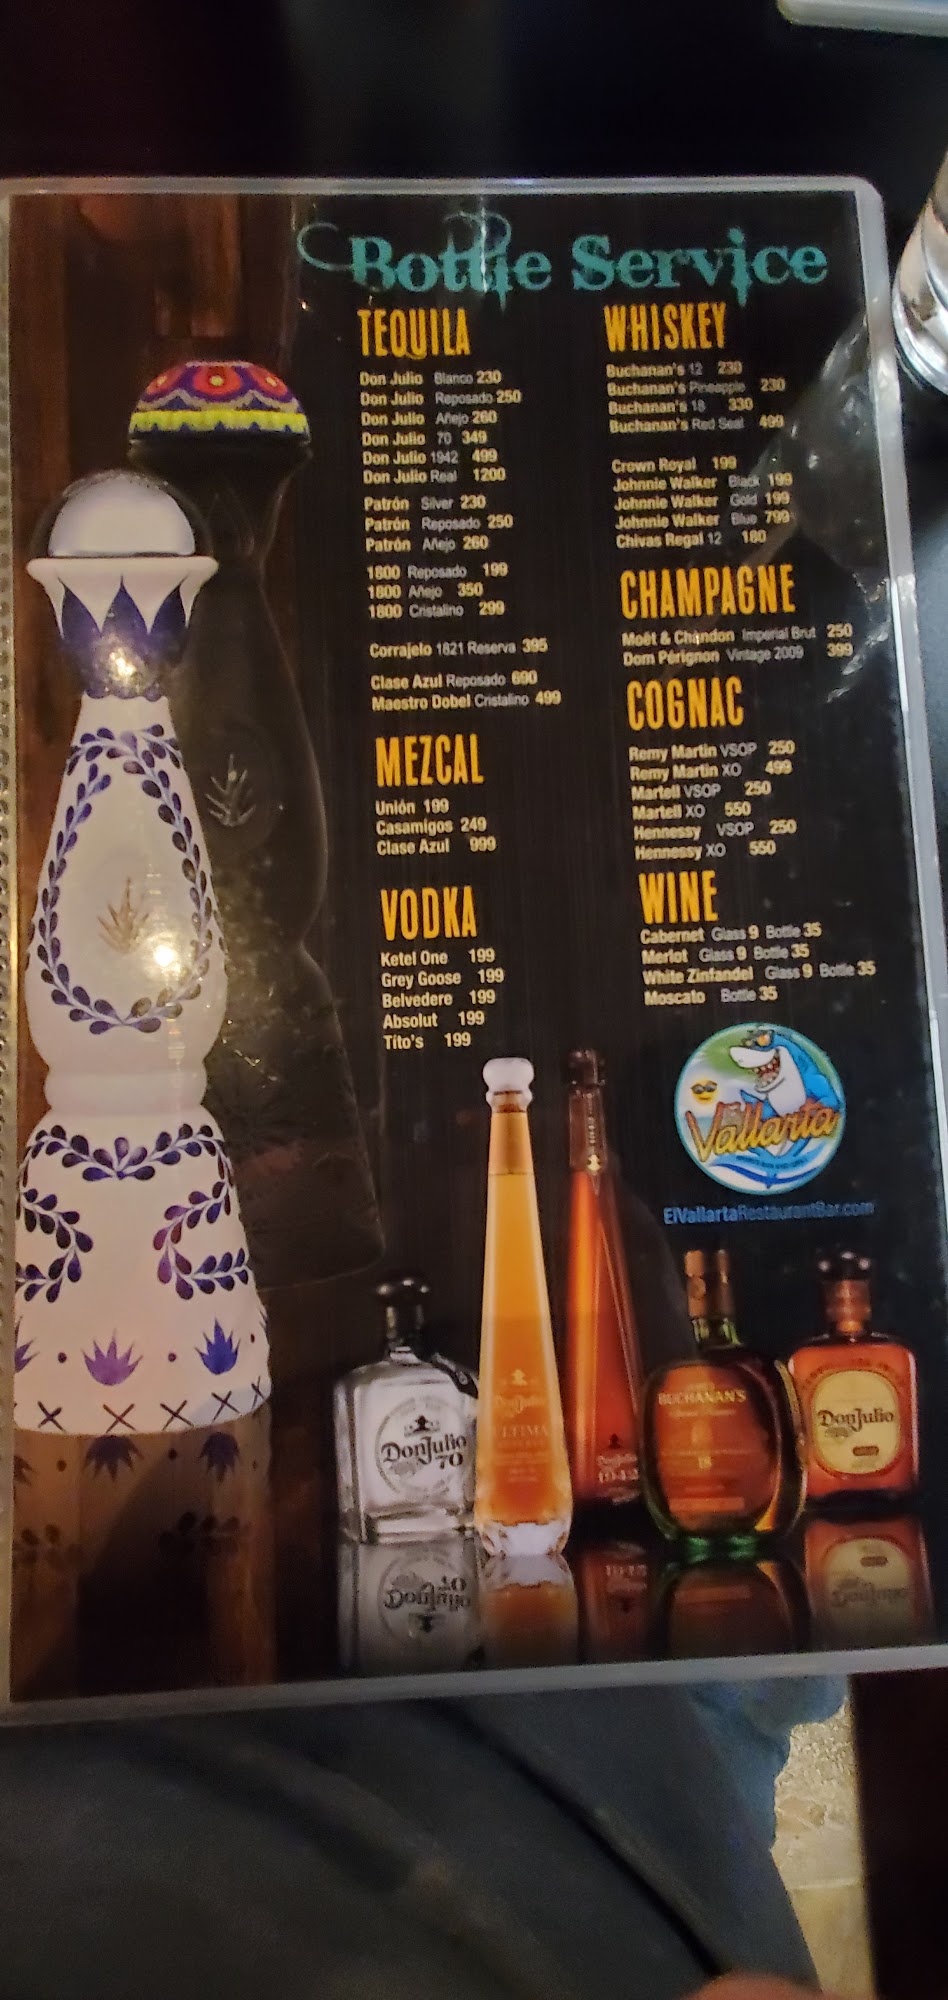 Bottle Service
TEQUILA
Don Julio Blanco 230
Don Julio Reposado 250
Don Julio Añejo 260
Don Julio 70 349
Don Julio 1942 499
Don Julio Real 1200
Patrón Silver 230
Patrón Reposado 250
Patrón Añejo 260
1800 Reposado 199
1800 Añejo 350
1800 Cristalino 299
Corralejo 1821 Reserva 395
Clase Azul Reposado 690
Maestro Dobel Cristalino 499
MEZCAL
Unión 199
Casamigos 249
Clase Azul 999
VODKA
Ketel One 199
Grey Goose 199
Belvedere 199
Absolut 199
Tito's 199
WHISKEY
Buchanan's 12 230
Buchanan's Pineapple 230
Buchanan's 18 330
Buchanan's Red Seal 499
Crown Royal 199
Johnnie Walker Black 199
Johnnie Walker Gold 199
Johnnie Walker Blue 799
Chivas Regal 12 180
CHAMPAGNE
Moët & Chandon Imperial Brut 250
Dom Pérignon Vintage 2009 399
COGNAC
Remy Martin VSOP 250
Remy Martin XO 499
Martell VSOP 250
Martell XO 550
Hennessy VSOP 250
Hennessy XO 550
WINE
Cabernet Glass 9 Bottle 35
Merlot Glass 9 Bottle 35
White Zinfandel Glass 9 Bottle 35
Moscato Bottle 35
Vallarta
ElVallartaRestaurantBar.com
DonJulio
70
DonJulio
ULTIMA
DonJulio
1942
BUCHANAN'S
18
DonJulio